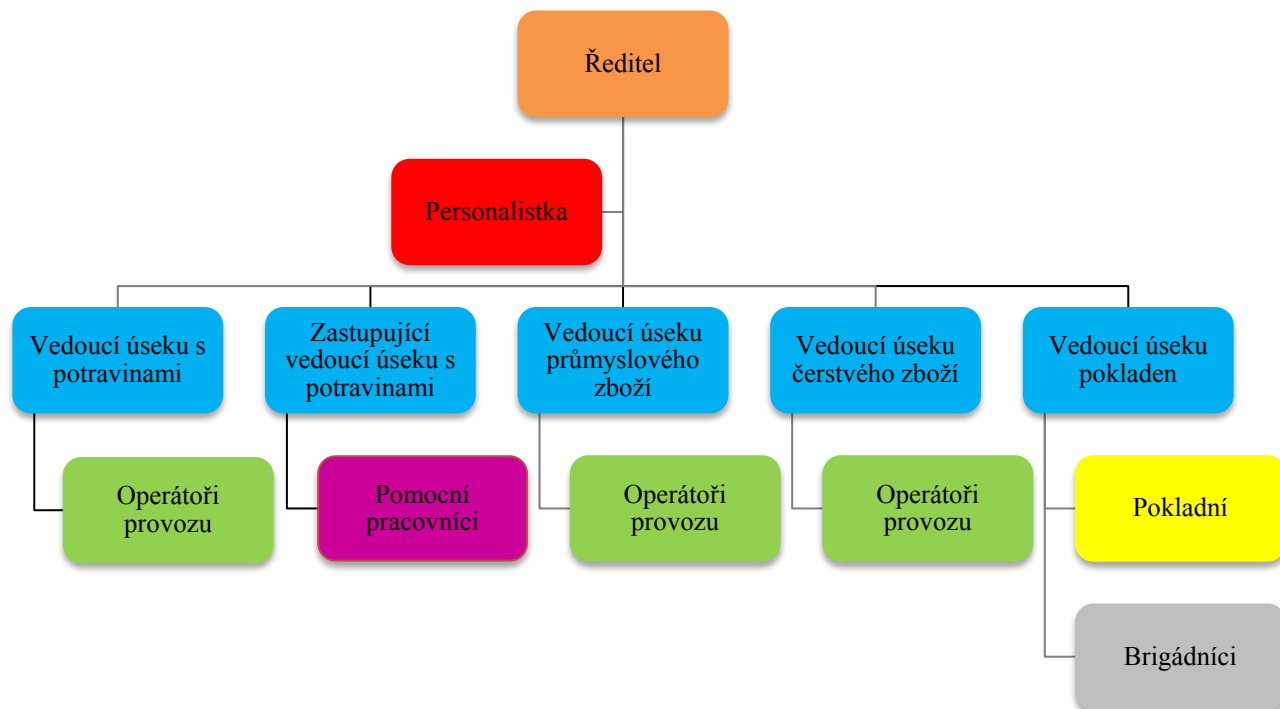 Ředitel
Personalistka
Vedoucí úseku s
potravinami
Zastupující
vedoucí úseku s
potravinami
Vedoucí úseku
průmyslového
zboží
Vedoucí úseku
čerstvého zboží
Vedoucí úseku
pokladen
Operátoři
provozu
Pomocní
pracovníci
Operátoři
provozu
Operátoři
provozu
Pokladní
Brigádníci